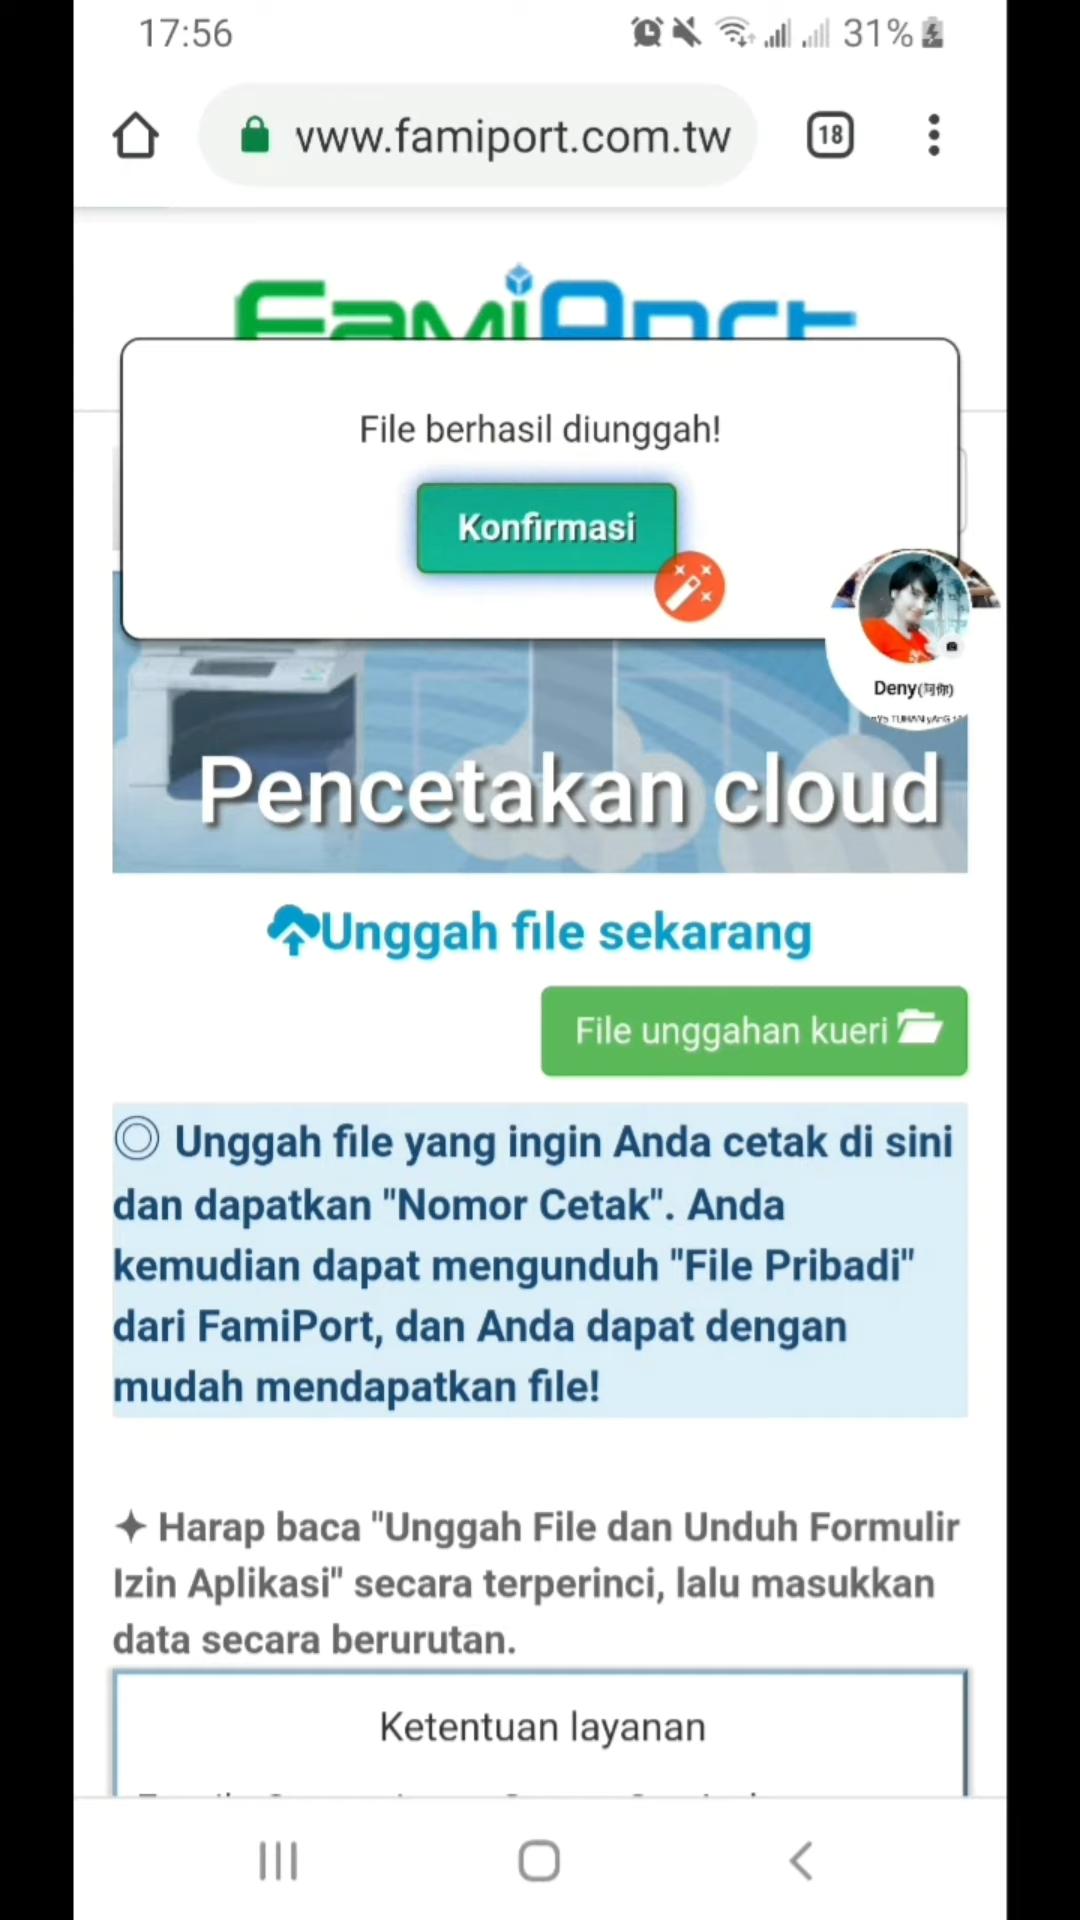 17:56
31%
www.famiport.com.tw
18
FamiPort
File berhasil diunggah!
Konfirmasi
Deny(阿你)
Pencetakan cloud
Unggah file sekarang
File unggahan kueri
◎ Unggah file yang ingin Anda cetak di sini
dan dapatkan "Nomor Cetak". Anda
kemudian dapat mengunduh "File Pribadi"
dari FamiPort, dan Anda dapat dengan
mudah mendapatkan file!
✦ Harap baca "Unggah File dan Unduh Formulir
Izin Aplikasi" secara terperinci, lalu masukkan
data secara berurutan.
Ketentuan layanan